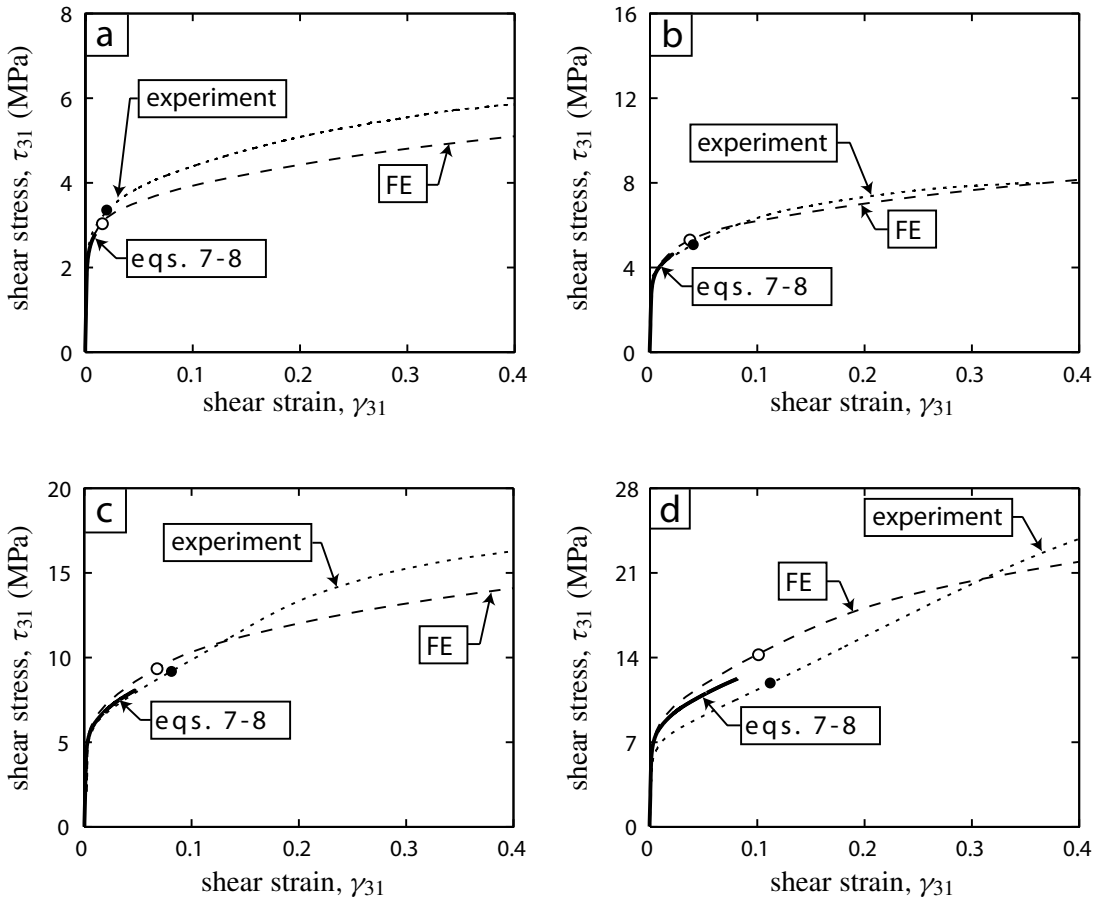 a
8
6
4
2
0
shear stress, τ31 (MPa)
experiment
FE
eqs. 7-8
0 0.1 0.2 0.3 0.4
shear strain, γ31
b
16
12
8
4
0
shear stress, τ31 (MPa)
experiment
FE
eqs. 7-8
0 0.1 0.2 0.3 0.4
shear strain, γ31
c
20
15
10
5
0
shear stress, τ31 (MPa)
experiment
FE
eqs. 7-8
0 0.1 0.2 0.3 0.4
shear strain, γ31
d
28
21
14
7
0
shear stress, τ31 (MPa)
experiment
FE
eqs. 7-8
0 0.1 0.2 0.3 0.4
shear strain, γ31